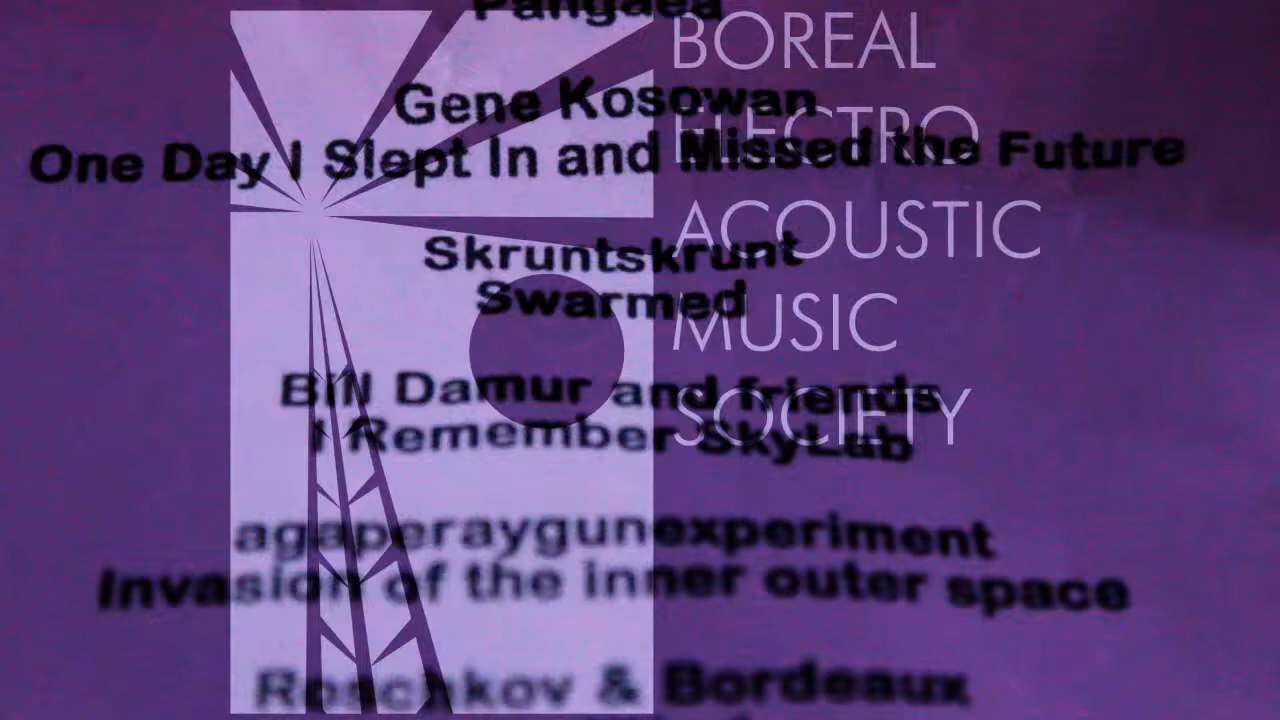 Pangaea
BOREAL
Gene Kosowan
ELECTRO
One Day I Slept In and Missed the Future
ACOUSTIC
Skruntskrunt
Swarmed
MUSIC
Bill Damur and friends
SOCIETY
I Remember SkyLab
agaperaygunexperiment
Invasion of the inner outer space
Roschkov & Bordeaux